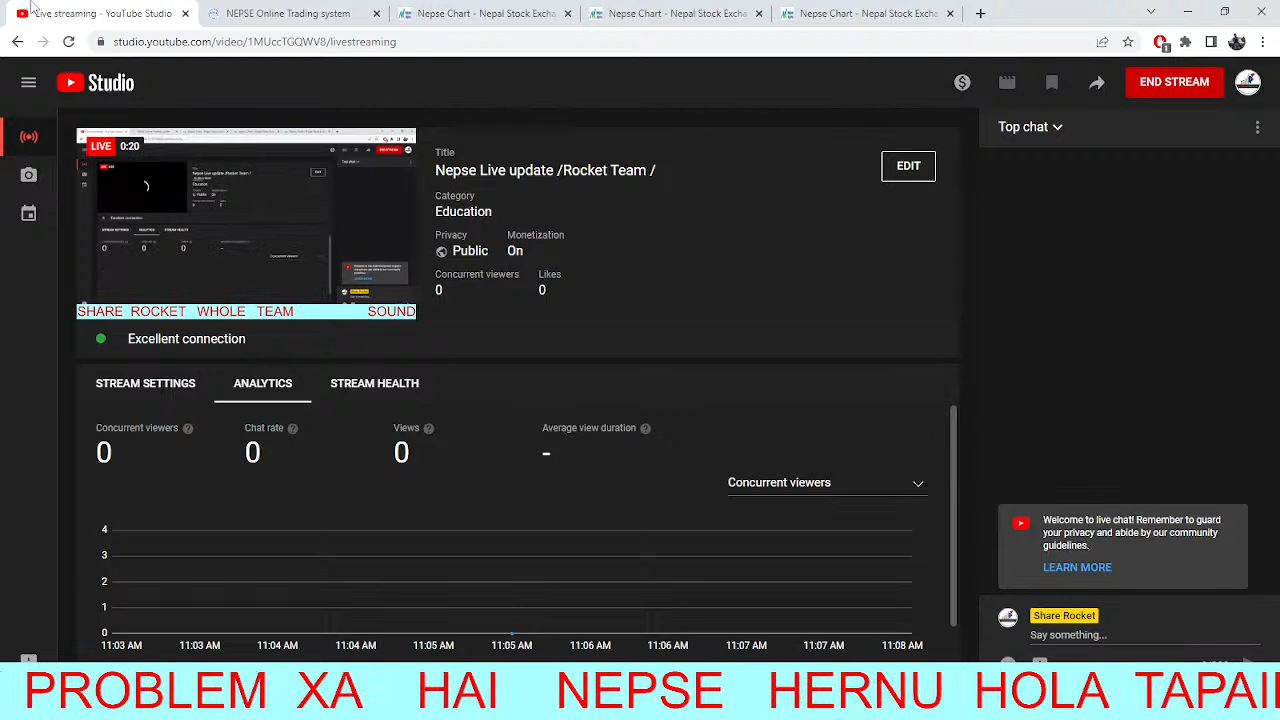 Live streaming - YouTube Studio
NEPSE Online Trading system
Nepse Chart - Nepal Stock Excha
Nepse Chart - Nepal Stock Excha
Nepse Chart - Nepal Stock Excha
studio.youtube.com/video/1MUccTGQWV8/livestreaming
1
Studio
END STREAM
LIVE 0:20
SHARE ROCKET WHOLE TEAM SOUND
Title
Nepse Live update /Rocket Team /
Category
Education
Privacy Monetization
Public On
Concurrent viewers Likes
0 0
EDIT
Top chat
Excellent connection
STREAM SETTINGS ANALYTICS STREAM HEALTH
Concurrent viewers Chat rate Views Average view duration
0 0 0 -
Concurrent viewers
4
3
2
1
0
11:03 AM 11:03 AM 11:04 AM 11:04 AM 11:05 AM 11:05 AM 11:06 AM 11:06 AM 11:07 AM 11:07 AM 11:08 AM
Welcome to live chat! Remember to guard
your privacy and abide by our community
guidelines.
LEARN MORE
Share Rocket
Say something...
PROBLEM XA HAI NEPSE HERNU HOLA TAPAI